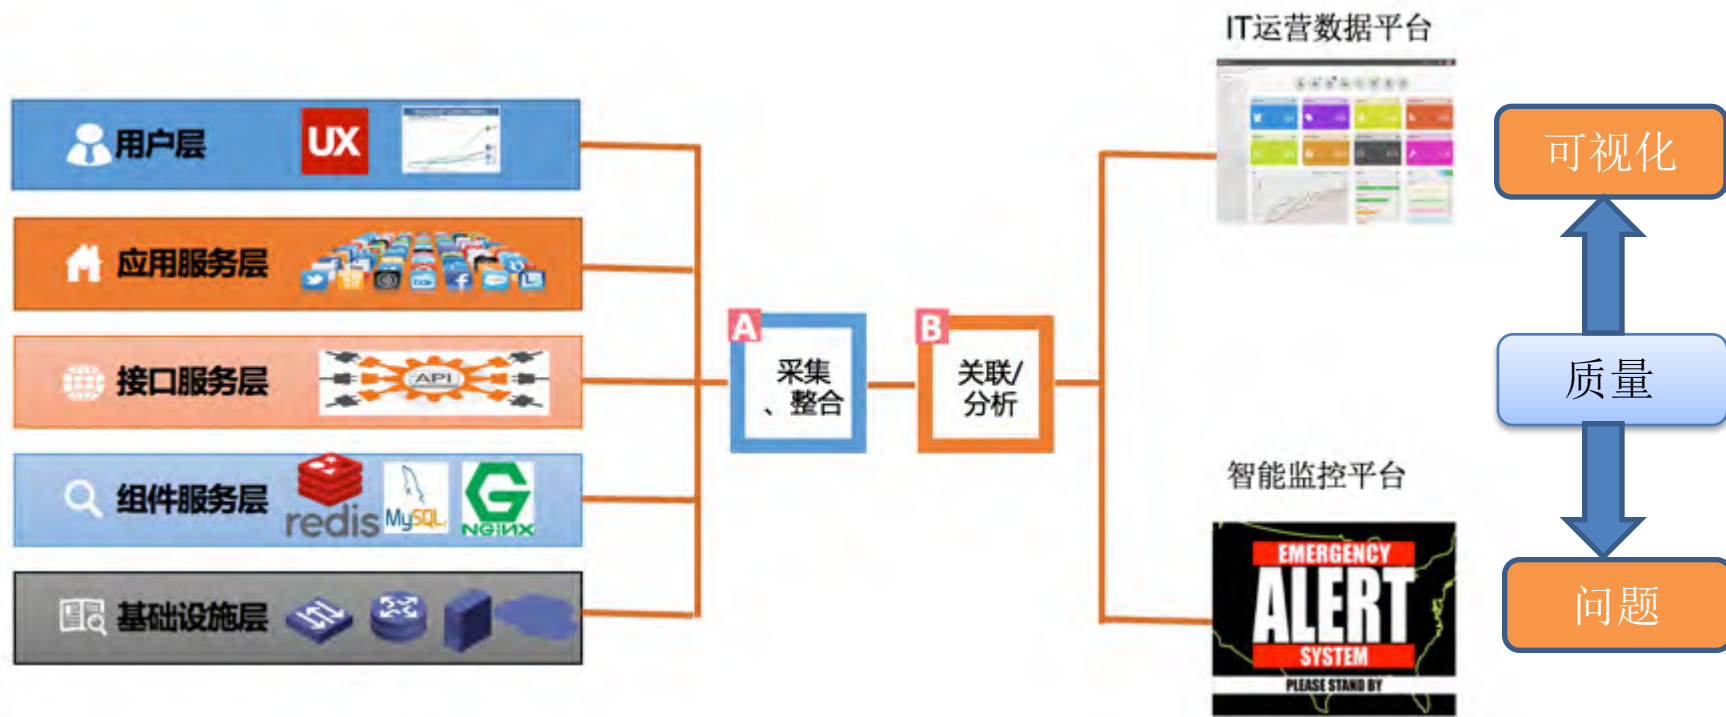 IT运营数据平台
用户层
UX
应用服务层
接口服务层
API
组件服务层
redis
MySQL
NGiNX
基础设施层
A
采集
、整合
B
关联/
分析
智能监控平台
EMERGENCY
ALERT
SYSTEM
PLEASE STAND BY
可视化
质量
问题